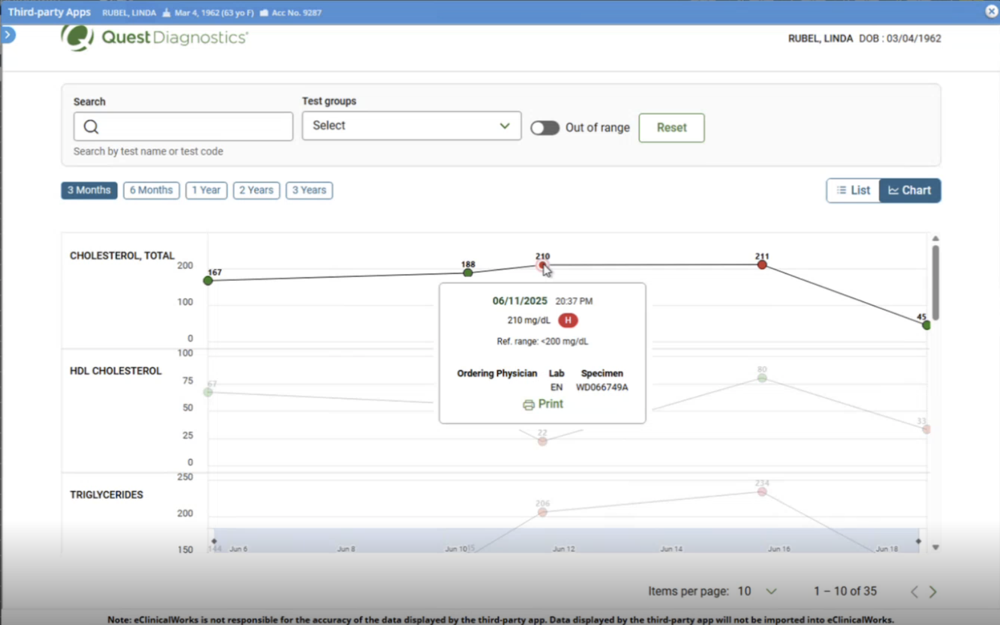 Third-party Apps RUBEL, LINDA Mar 4, 1962 (63 yo F) Acc No. 9287
Quest Diagnostics®
RUBEL, LINDA DOB : 03/04/1962
Search
Test groups
Select
Out of range
Reset
Search by test name or test code
3 Months
6 Months
1 Year
2 Years
3 Years
List
Chart
CHOLESTEROL, TOTAL
200
100
0
167
188
210
211
45
06/11/2025 20:37 PM
210 mg/dL H
Ref. range: <200 mg/dL
Ordering Physician Lab Specimen
EN WD066749A
Print
HDL CHOLESTEROL
100
75
50
25
0
67
22
80
33
TRIGLYCERIDES
250
200
150
144
206
234
Jun 6
Jun 8
Jun 10
Jun 12
Jun 14
Jun 16
Jun 18
Items per page: 10
1 – 10 of 35
Note: eClinicalWorks is not responsible for the accuracy of the data displayed by the third-party app. Data displayed by the third-party app will not be imported into eClinicalWorks.